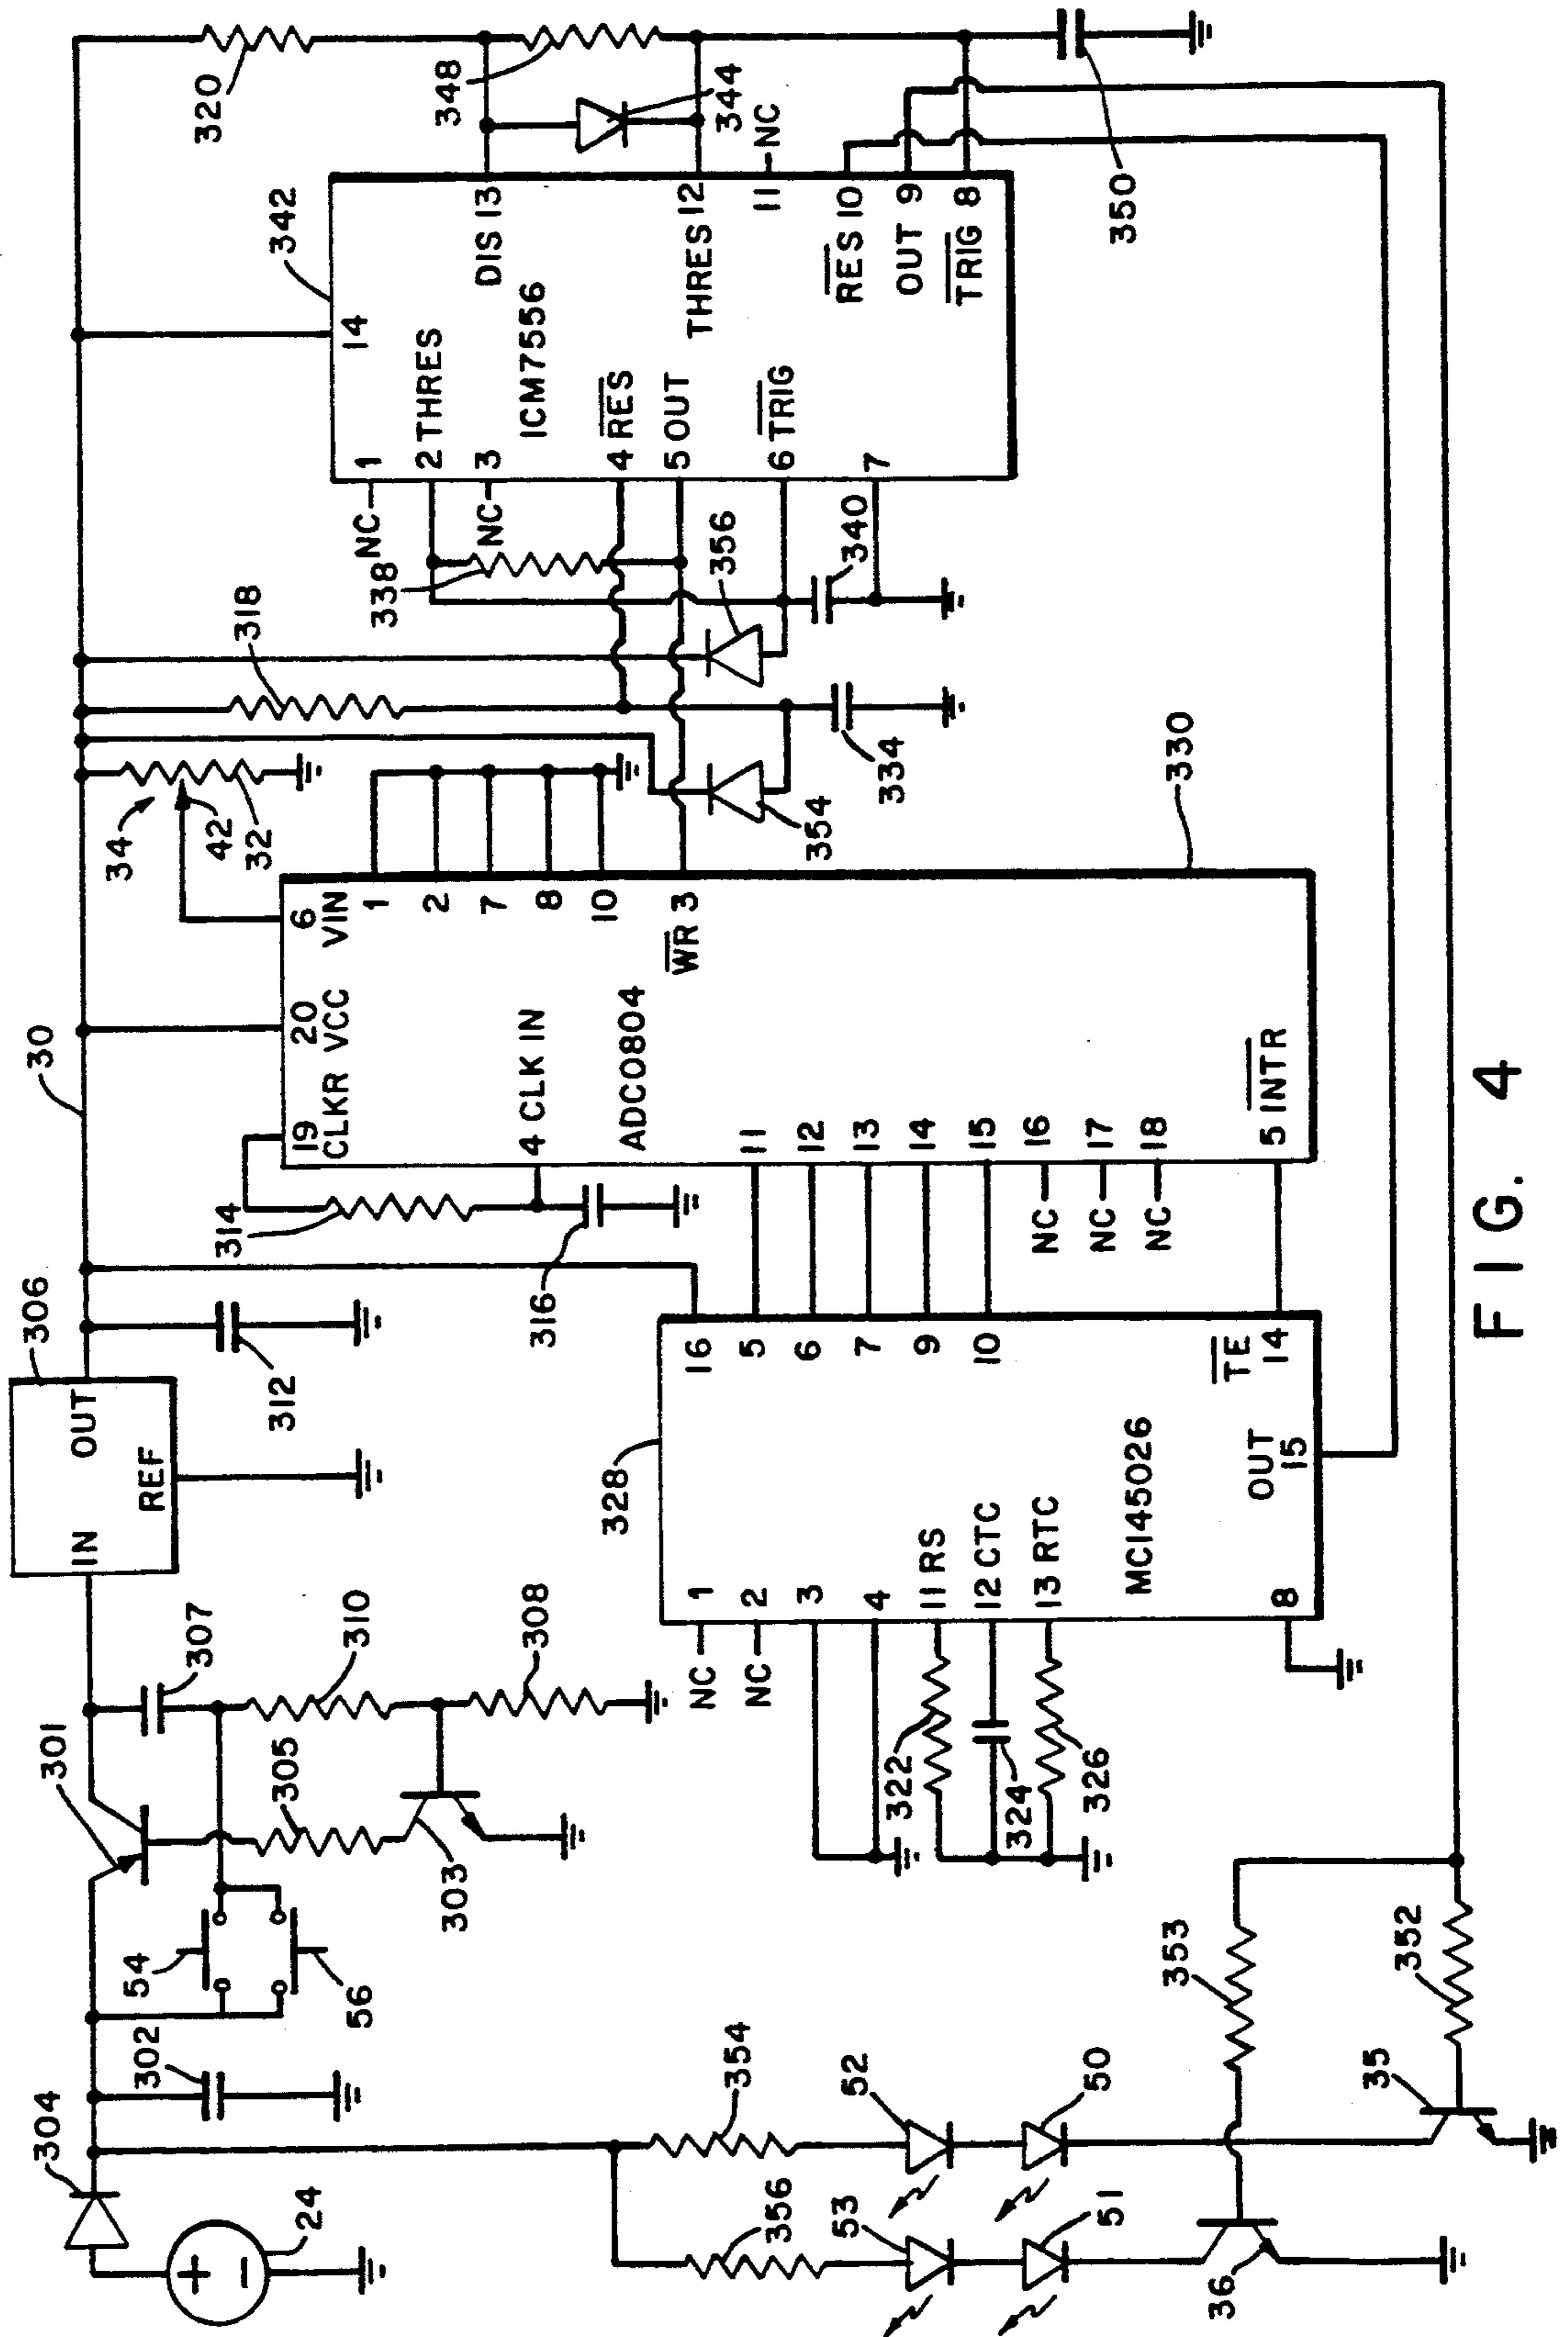 30
306
IN
OUT
REF
304
24
302
54
56
301
305
303
307
310
308
312
314
316
19
CLKR
20
VCC
6
VIN
4 CLK IN
ADC0804
1
2
7
8
10
WR 3
11
12
13
14
15
16
17
18
NC
NC
NC
5 INTR
330
34
42
32
318
354
334
338
356
340
342
14
NC
1
2 THRES
NC
3
ICM7556
4 RES
5 OUT
6 TRIG
7
DIS 13
THRES 12
11
NC
RES 10
OUT 9
TRIG 8
320
348
344
350
328
16
5
6
7
9
10
TE
14
OUT
15
NC
1
NC
2
3
4
11 RS
12 CTC
13 RTC
MC145026
8
322
324
326
354
356
52
50
53
51
353
352
35
36
FIG. 4